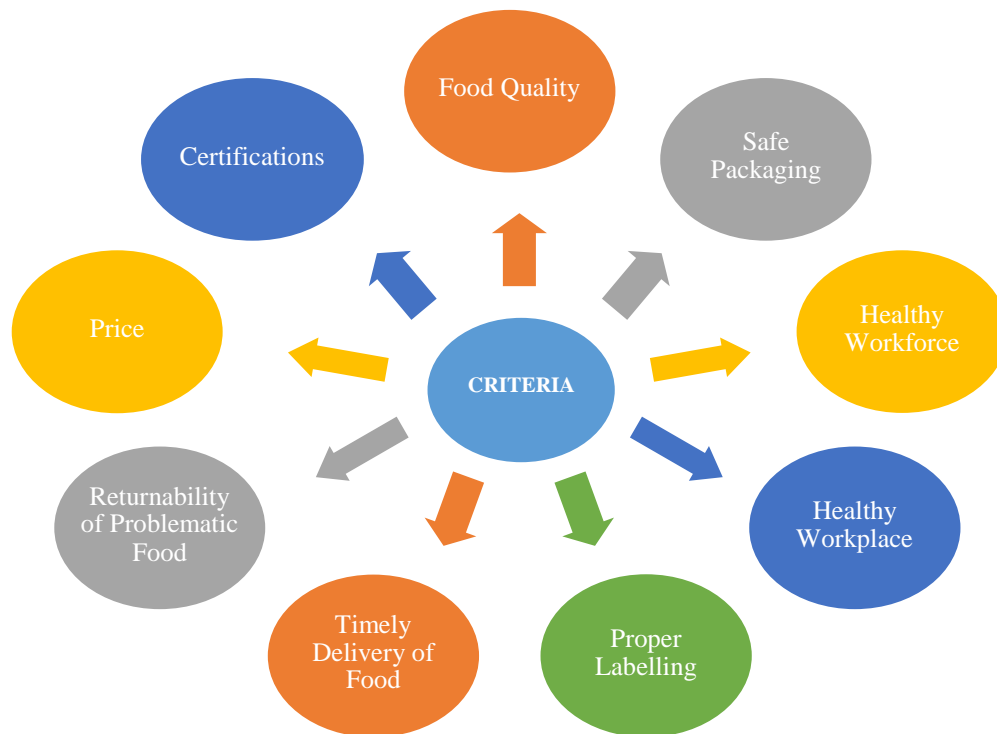 Food Quality
Safe
Packaging
Healthy
Workforce
Healthy
Workplace
Proper
Labelling
Timely
Delivery of
Food
Returnability
of Problematic
Food
Price
Certifications
CRITERIA